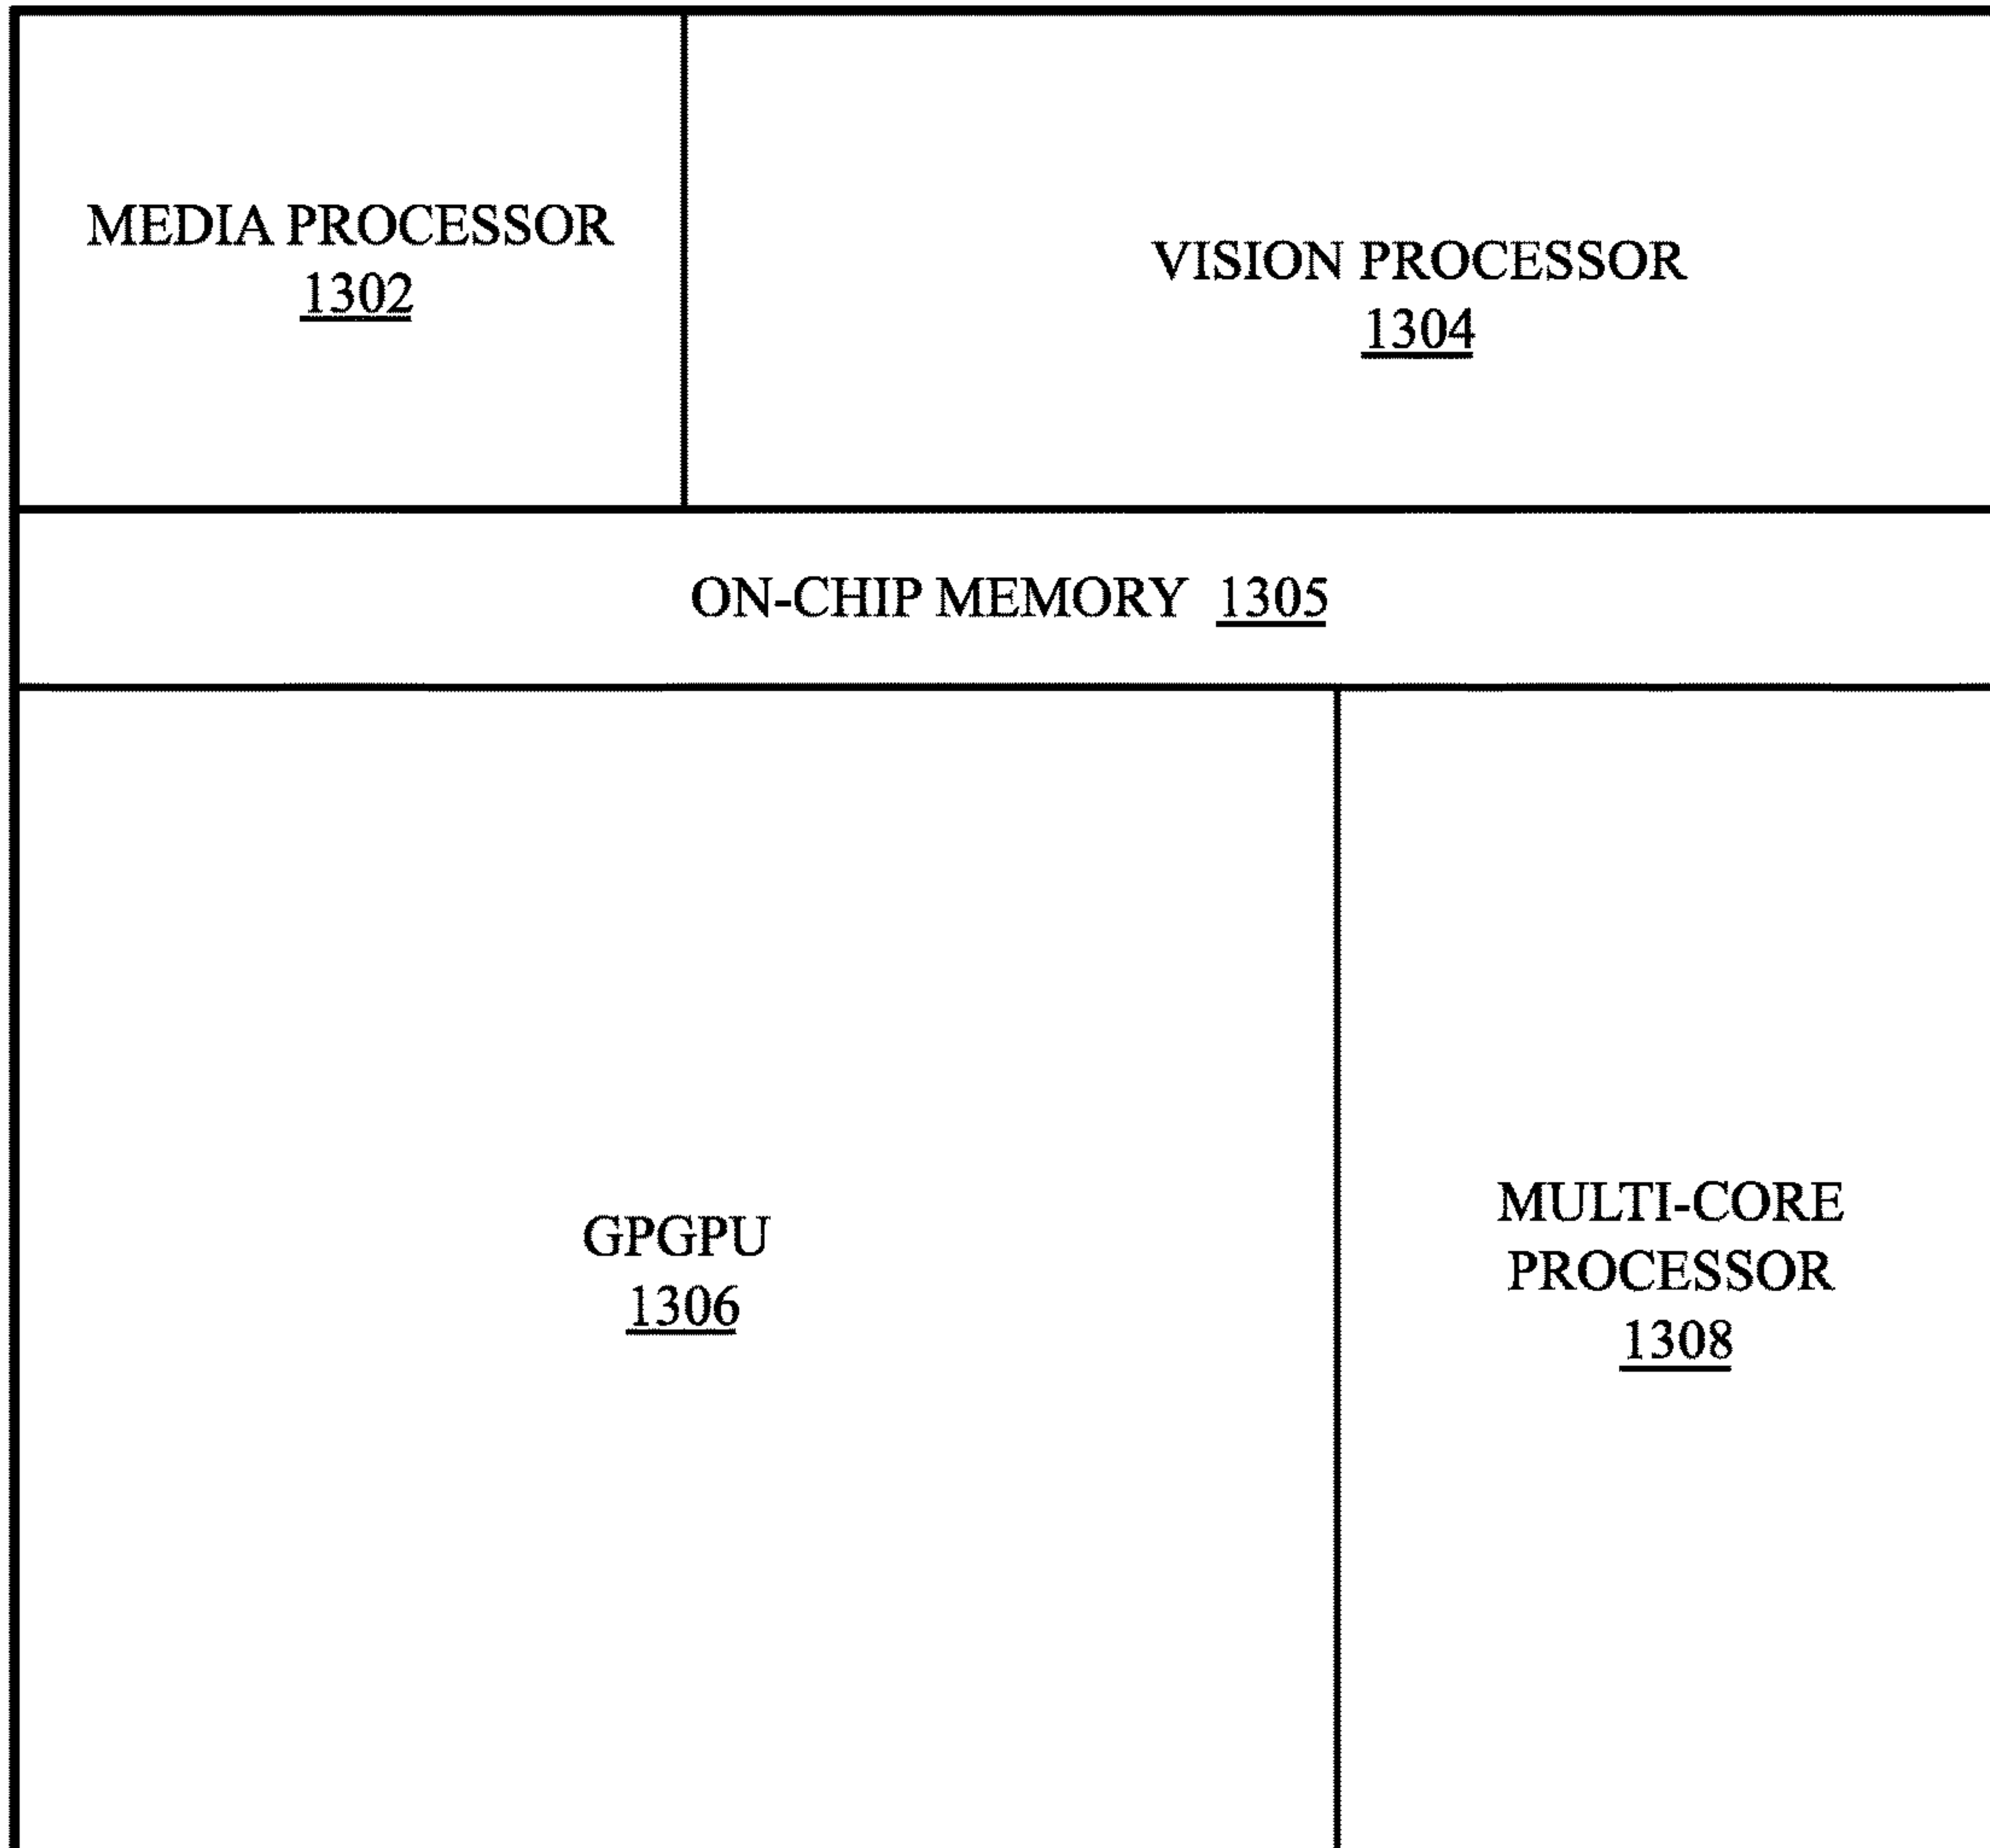 MEDIA PROCESSOR
1302
VISION PROCESSOR
1304
ON-CHIP MEMORY 1305
GPGPU
1306
MULTI-CORE
PROCESSOR
1308